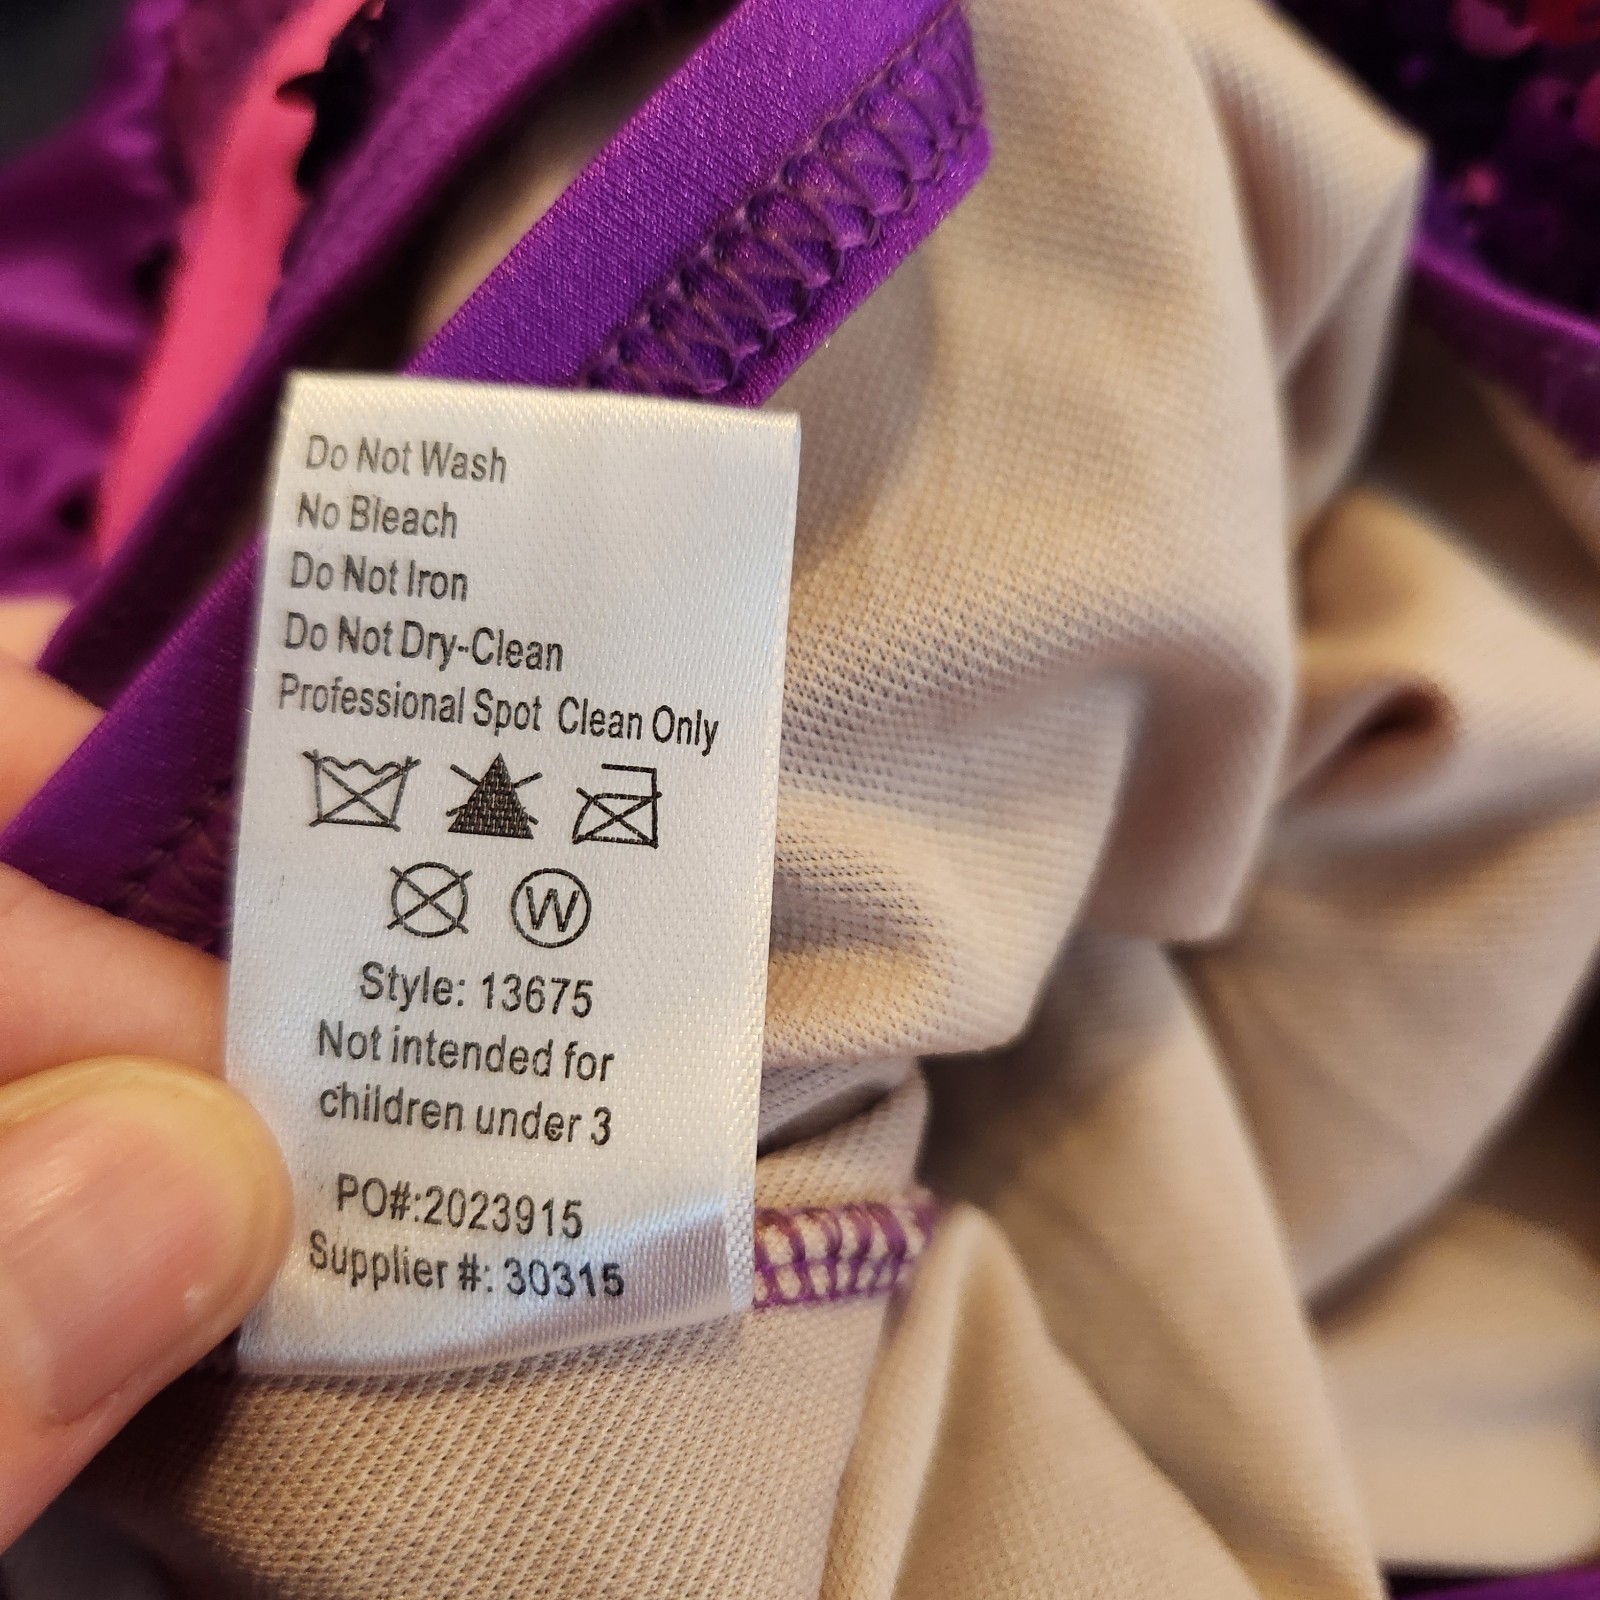 Do Not Wash
No Bleach
Do Not Iron
Do Not Dry-Clean
Professional Spot Clean Only
W
Style: 13675
Not intended for
children under 3
PO#:2023915
Supplier #: 30315